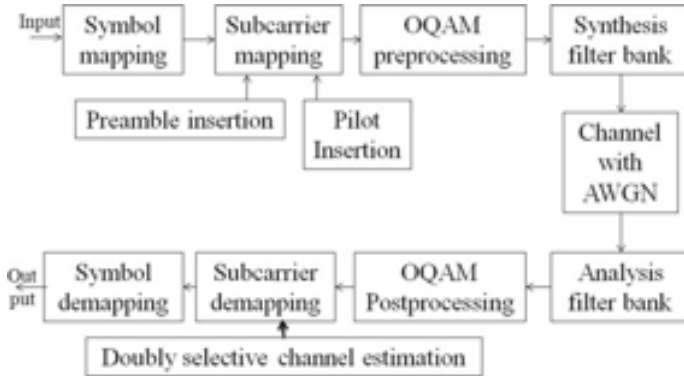 Input
Symbol
mapping
Subcarrier
mapping
OQAM
preprocessing
Synthesis
filter bank
Preamble insertion
Pilot
Insertion
Channel
with
AWGN
Out
put
Symbol
demapping
Subcarrier
demapping
OQAM
Postprocessing
Analysis
filter bank
Doubly selective channel estimation